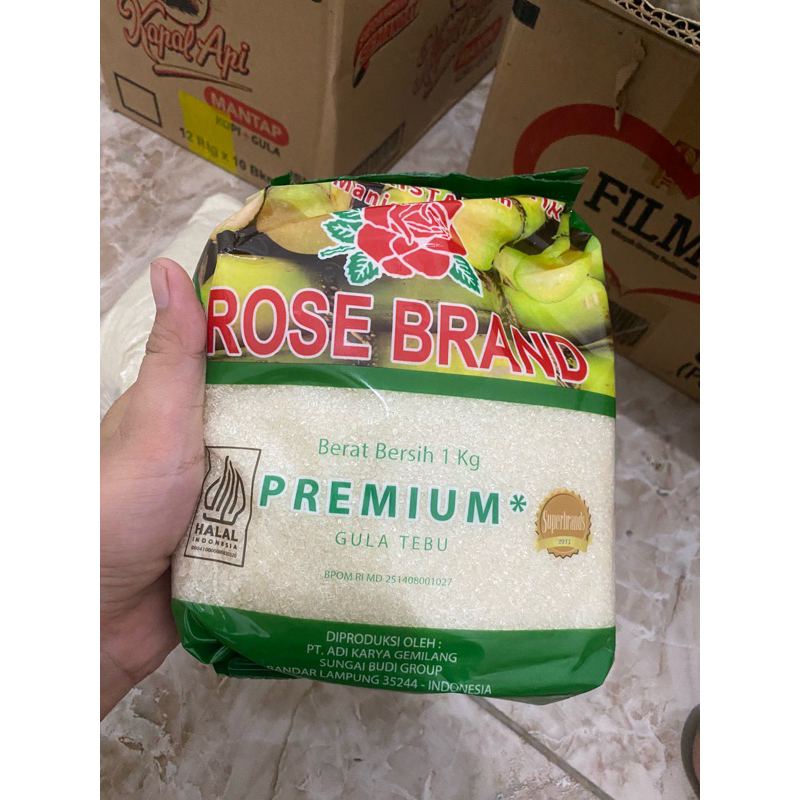 Kapal Api
MANTAP
KOPI + GULA
FILM
ROSE BRAND
Berat Bersih 1 Kg
PREMIUM*
GULA TEBU
HALAL
INDONESIA
Superbrands
BPOM RI MD 251408001027
DIPRODUKSI OLEH :
PT. ADI KARYA GEMILANG
SUNGAI BUDI GROUP
BANDAR LAMPUNG 35244 - INDONESIA